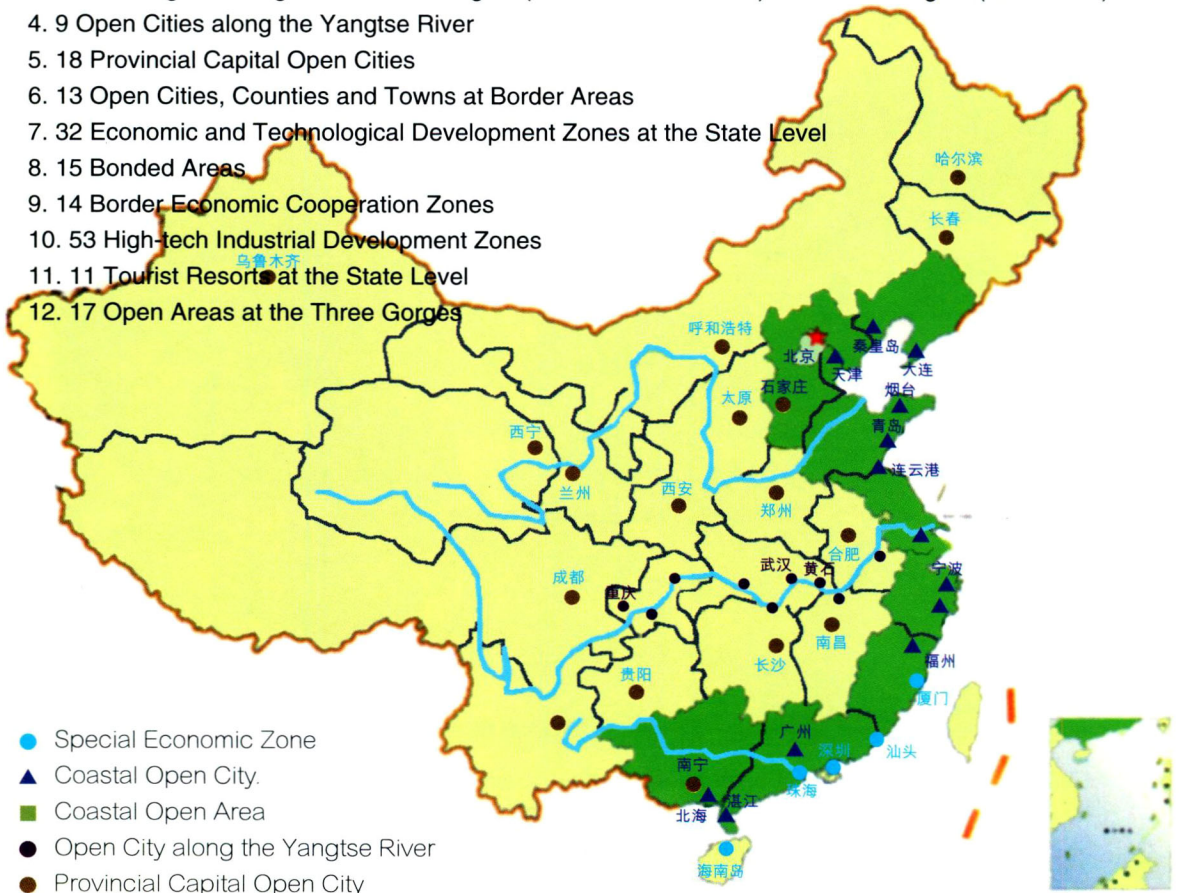 4. 9 Open Cities along the Yangtse River
5. 18 Provincial Capital Open Cities
6. 13 Open Cities, Counties and Towns at Border Areas
7. 32 Economic and Technological Development Zones at the State Level
8. 15 Bonded Areas
9. 14 Border Economic Cooperation Zones
10. 53 High-tech Industrial Development Zones
11. 11 Tourist Resorts at the State Level
12. 17 Open Areas at the Three Gorges
哈尔滨
长春
乌鲁木齐
呼和浩特
北京
秦皇岛
天津
大连
石家庄
烟台
太原
青岛
西宁
连云港
兰州
西安
郑州
合肥
武汉
黄石
宁波
成都
重庆
南昌
长沙
福州
贵阳
厦门
广州
深圳
汕头
南宁
珠海
湛江
北海
海南岛
Special Economic Zone
Coastal Open City.
Coastal Open Area
Open City along the Yangtse River
Provincial Capital Open City